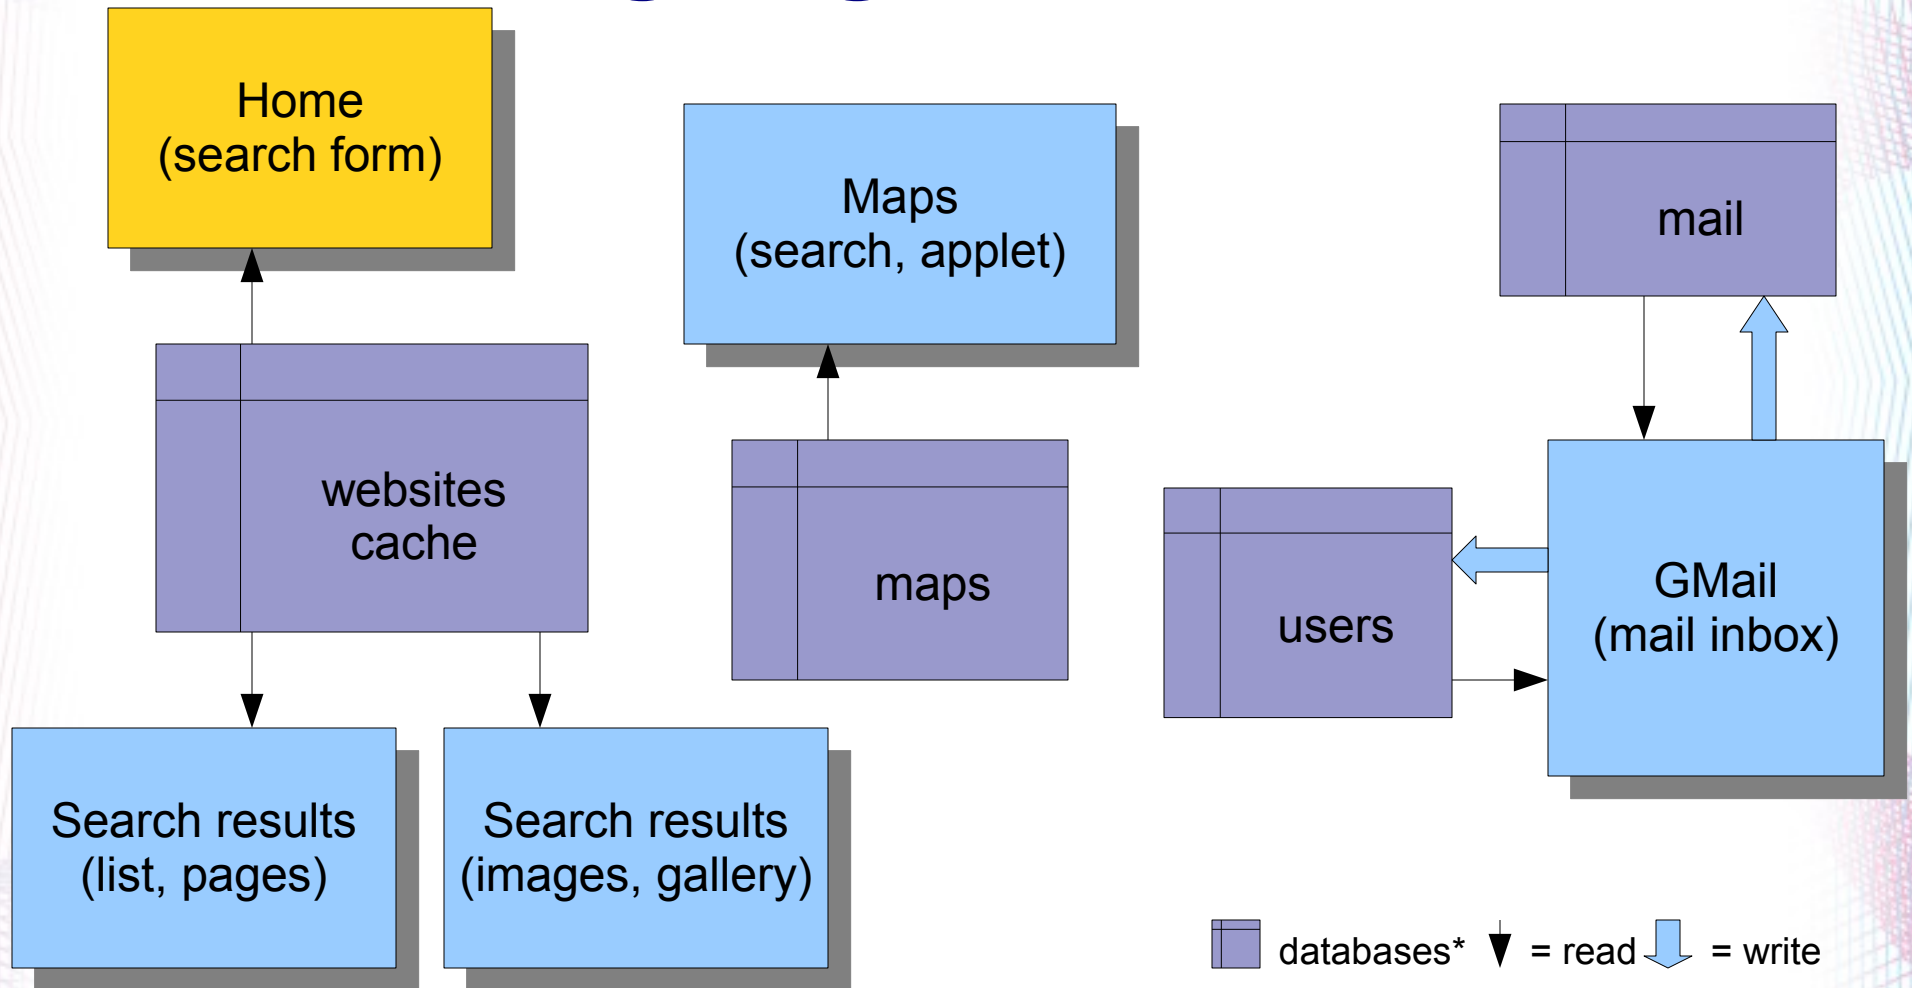 Home
(search form)
Maps
(search, applet)
mail
websites
cache
maps
users
GMail
(mail inbox)
Search results
(list, pages)
Search results
(images, gallery)
databases*
= read
= write